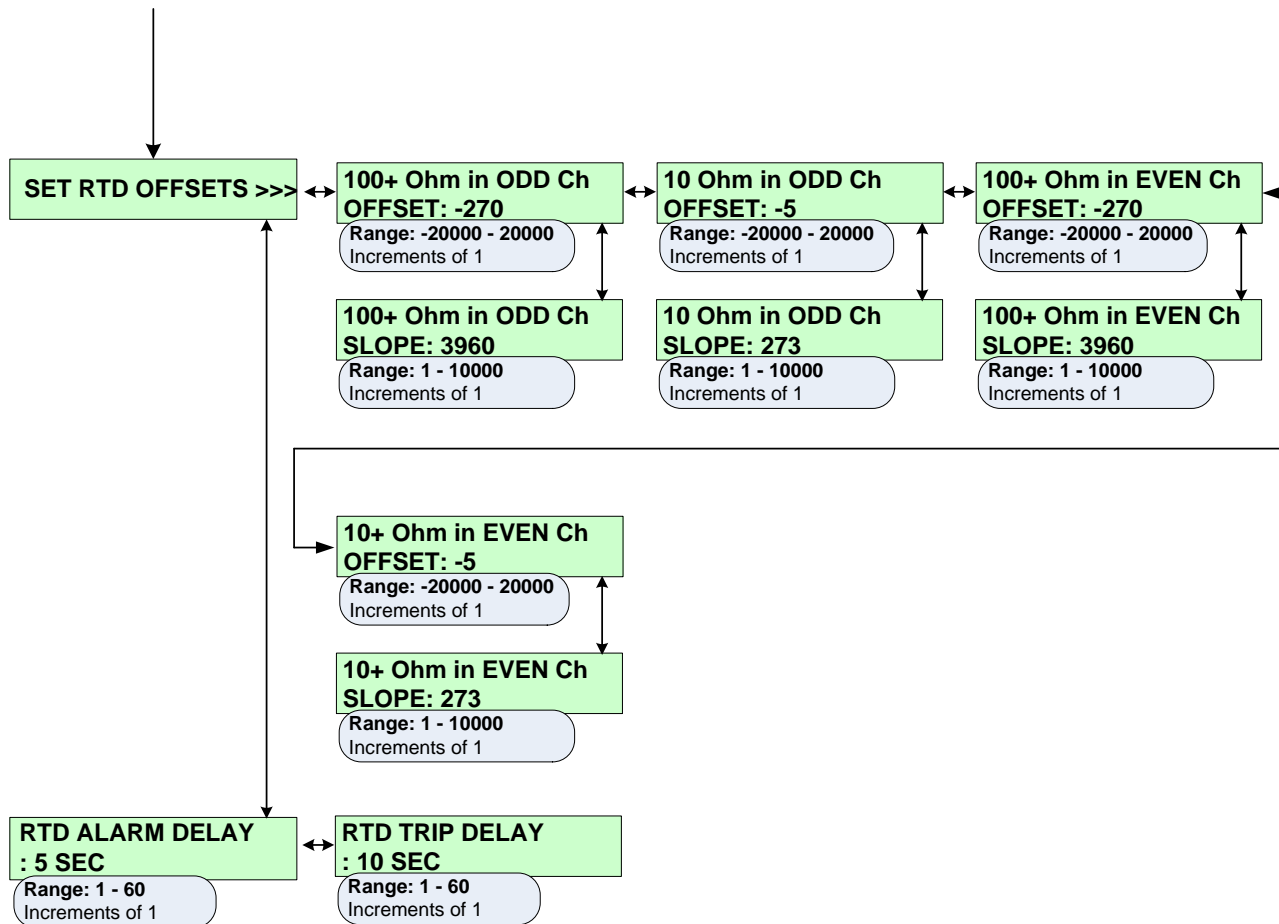 SET RTD OFFSETS >>>
100+ Ohm in ODD Ch
OFFSET: -270
Range: -20000 - 20000
Increments of 1
10 Ohm in ODD Ch
OFFSET: -5
Range: -20000 - 20000
Increments of 1
100+ Ohm in EVEN Ch
OFFSET: -270
Range: -20000 - 20000
Increments of 1
100+ Ohm in ODD Ch
SLOPE: 3960
Range: 1 - 10000
Increments of 1
10 Ohm in ODD Ch
SLOPE: 273
Range: 1 - 10000
Increments of 1
100+ Ohm in EVEN Ch
SLOPE: 3960
Range: 1 - 10000
Increments of 1
10+ Ohm in EVEN Ch
OFFSET: -5
Range: -20000 - 20000
Increments of 1
10+ Ohm in EVEN Ch
SLOPE: 273
Range: 1 - 10000
Increments of 1
RTD ALARM DELAY
: 5 SEC
Range: 1 - 60
Increments of 1
RTD TRIP DELAY
: 10 SEC
Range: 1 - 60
Increments of 1